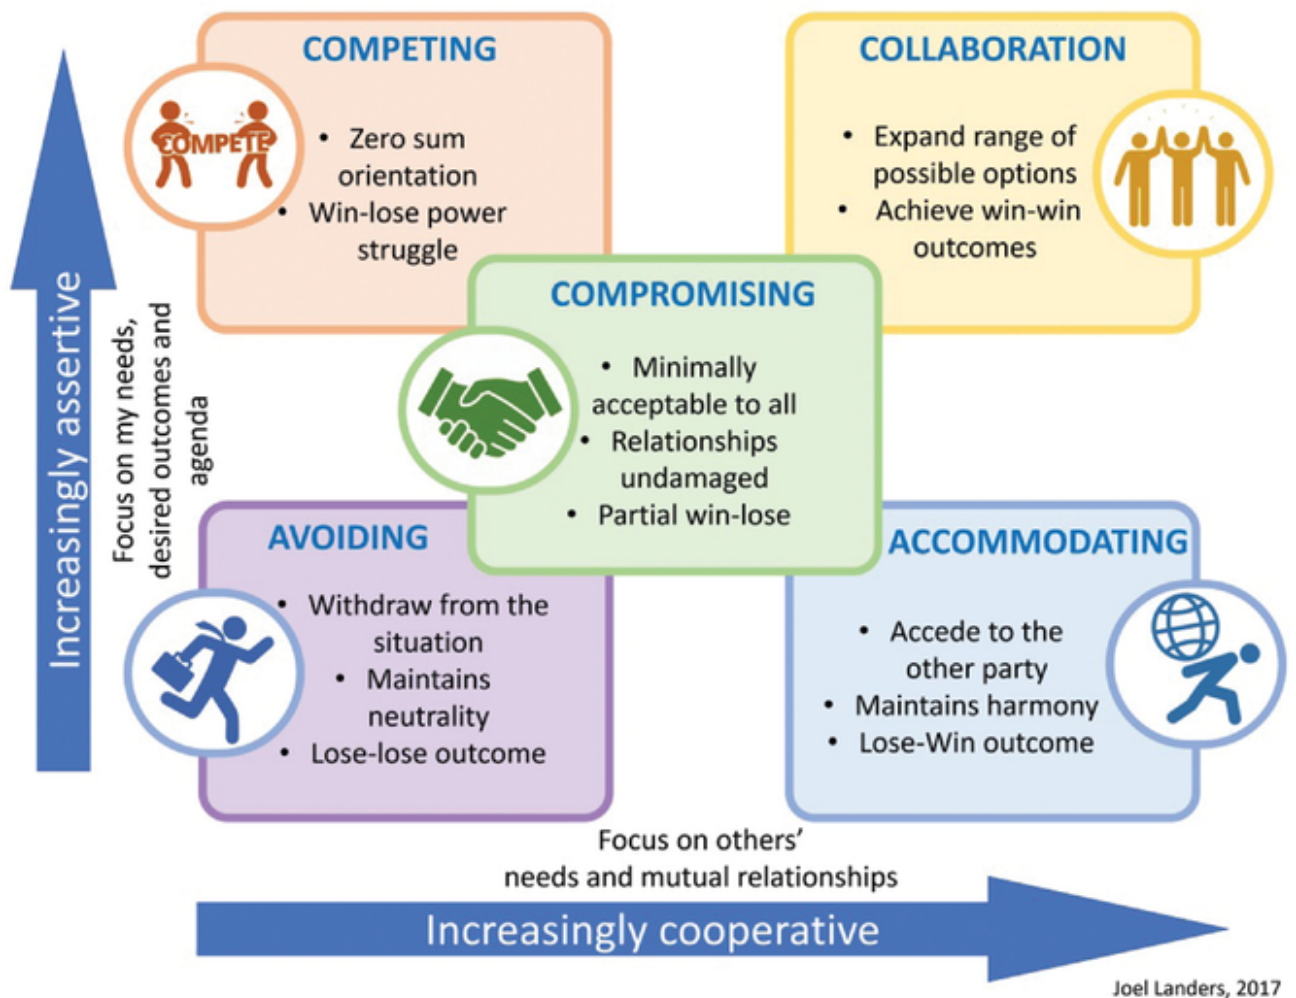 COMPETING
COMPETE
• Zero sum
orientation
• Win-lose power
struggle
COLLABORATION
• Expand range of
possible options
• Achieve win-win
outcomes
COMPROMISING
• Minimally
acceptable to all
• Relationships
undamaged
• Partial win-lose
AVOIDING
• Withdraw from the
situation
• Maintains
neutrality
• Lose-lose outcome
ACCOMMODATING
• Accede to the
other party
• Maintains harmony
• Lose-Win outcome
Increasingly assertive
Focus on my needs,
desired outcomes and
agenda
Focus on others’
needs and mutual relationships
Increasingly cooperative
Joel Landers, 2017